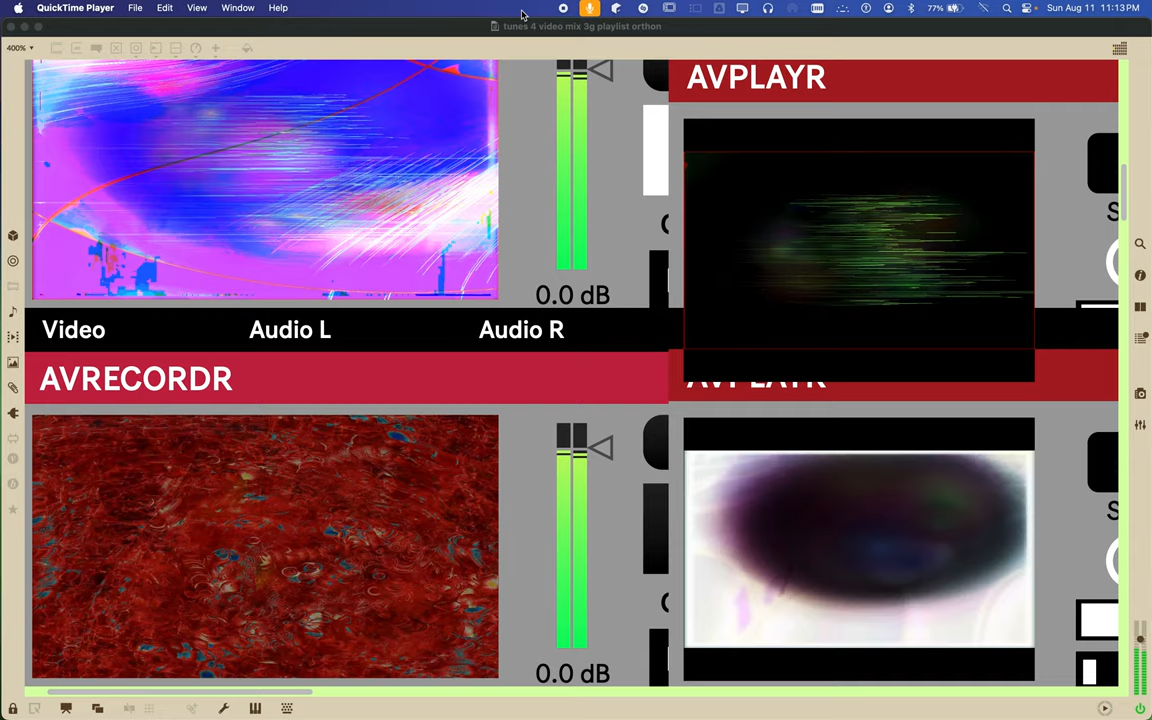 QuickTime Player File Edit View Window Help 77% Sun Aug 11 11:13 PM
tunes 4 video mix 3g playlist orthon
400%
AVPLAYR
0.0 dB
Video Audio L Audio R
AVRECORDR
AVPLAYR
0.0 dB